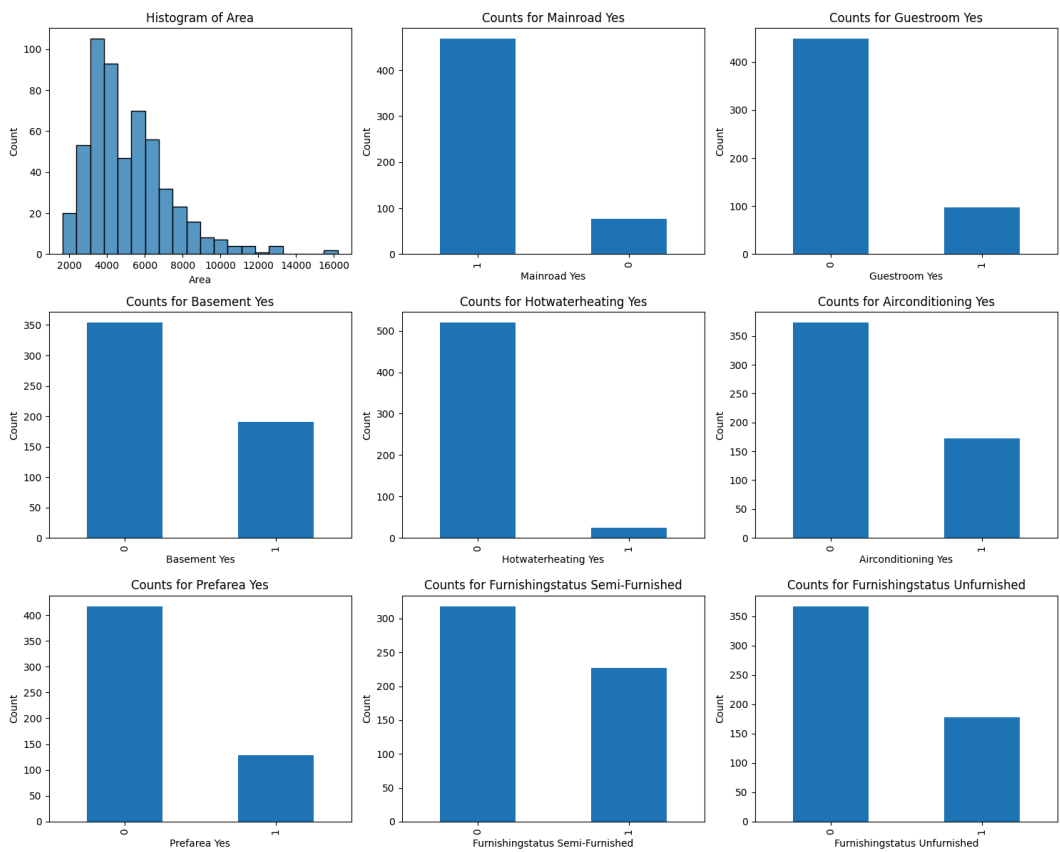 Histogram of Area
100
80
60
40
20
0
Count
2000 4000 6000 8000 10000 12000 14000 16000
Area
Counts for Mainroad Yes
400
300
200
100
0
Count
1 0
Mainroad Yes
Counts for Guestroom Yes
400
300
200
100
0
Count
0 1
Guestroom Yes
Counts for Basement Yes
350
300
250
200
150
100
50
0
Count
0 1
Basement Yes
Counts for Hotwaterheating Yes
500
400
300
200
100
0
Count
0 1
Hotwaterheating Yes
Counts for Airconditioning Yes
350
300
250
200
150
100
50
0
Count
0 1
Airconditioning Yes
Counts for Prefarea Yes
400
350
300
250
200
150
100
50
0
Count
0 1
Prefarea Yes
Counts for Furnishingstatus Semi-Furnished
300
250
200
150
100
50
0
Count
0 1
Furnishingstatus Semi-Furnished
Counts for Furnishingstatus Unfurnished
350
300
250
200
150
100
50
0
Count
0 1
Furnishingstatus Unfurnished